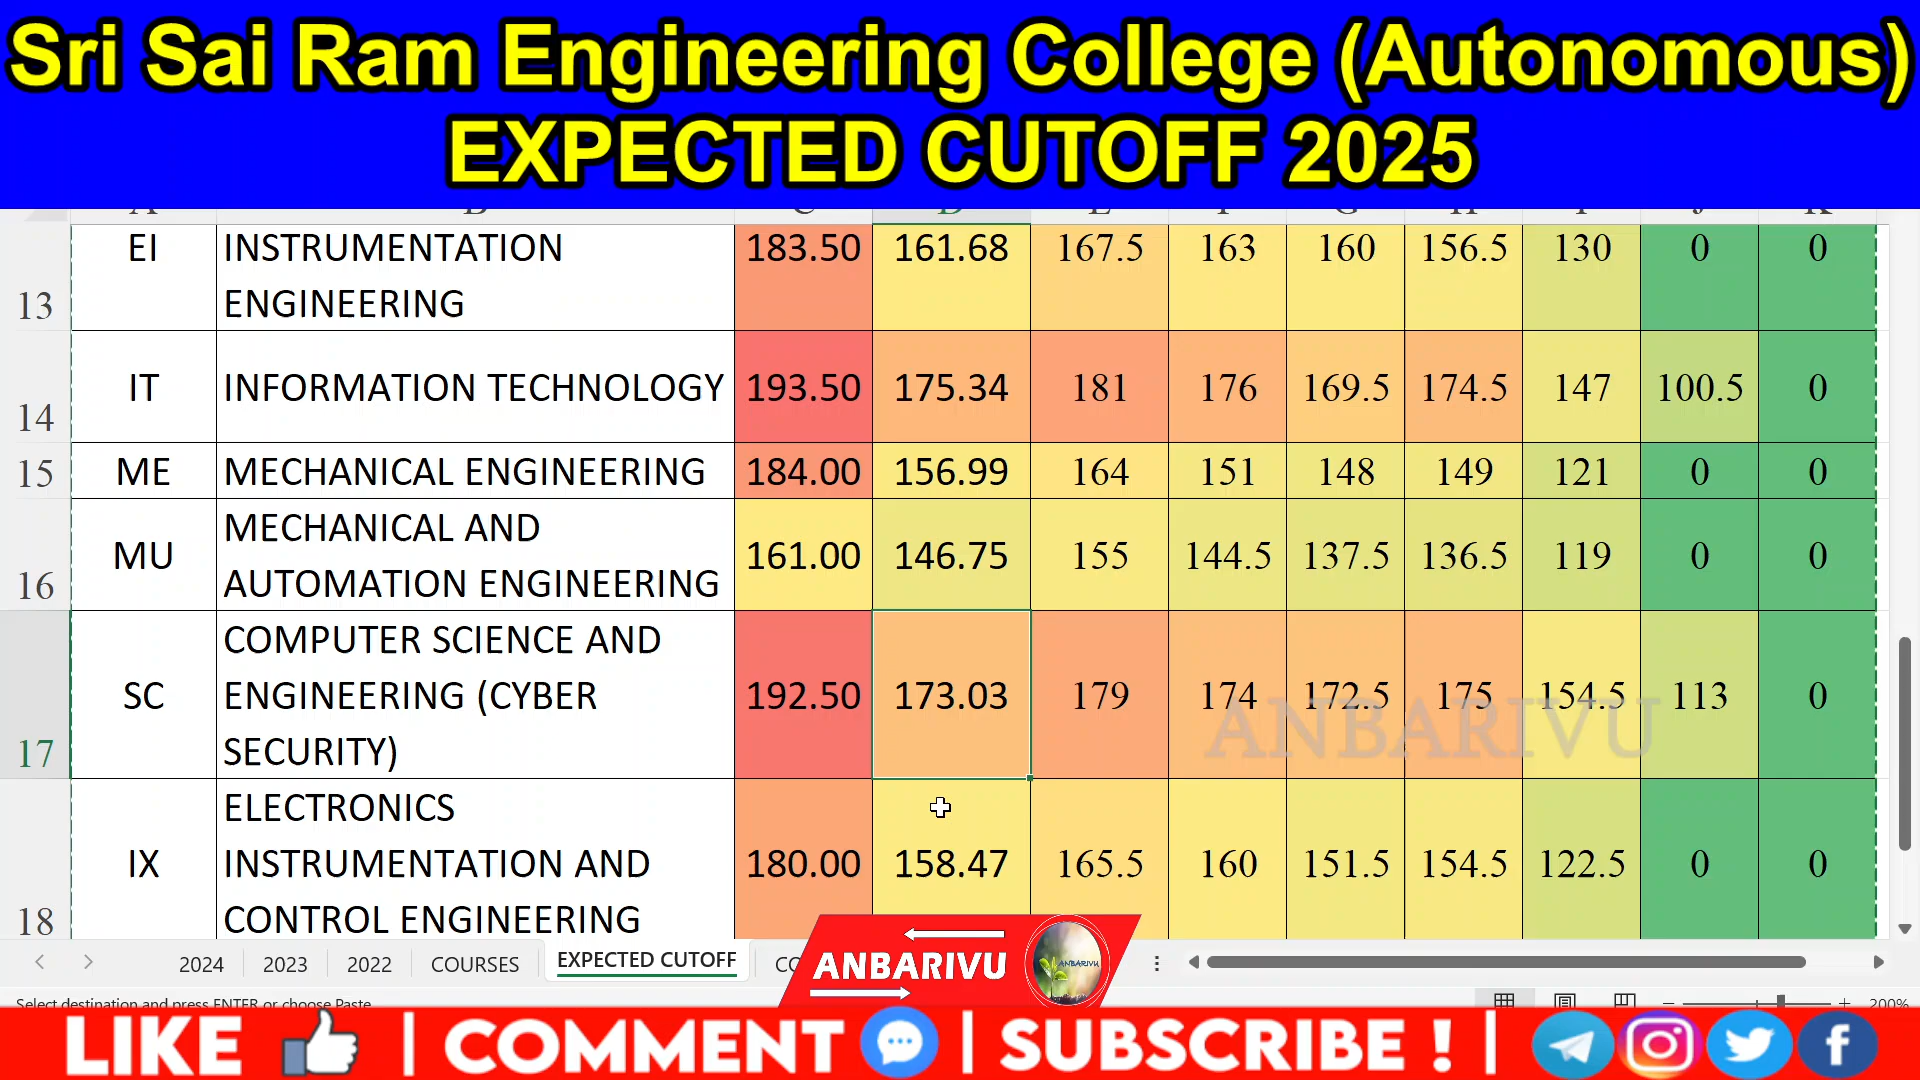 Sri Sai Ram Engineering College (Autonomous)
EXPECTED CUTOFF 2025
13 EI INSTRUMENTATION ENGINEERING 183.50 161.68 167.5 163 160 156.5 130 0 0
14 IT INFORMATION TECHNOLOGY 193.50 175.34 181 176 169.5 174.5 147 100.5 0
15 ME MECHANICAL ENGINEERING 184.00 156.99 164 151 148 149 121 0 0
16 MU MECHANICAL AND AUTOMATION ENGINEERING 161.00 146.75 155 144.5 137.5 136.5 119 0 0
17 SC COMPUTER SCIENCE AND ENGINEERING (CYBER SECURITY) 192.50 173.03 179 174 172.5 175 154.5 113 0
ANBARIVU
18 IX ELECTRONICS INSTRUMENTATION AND CONTROL ENGINEERING 180.00 158.47 165.5 160 151.5 154.5 122.5 0 0
2024 2023 2022 COURSES EXPECTED CUTOFF
ANBARIVU
ANBARIVU
Select destination and press ENTER or choose Paste
200%
LIKE | COMMENT | SUBSCRIBE ! |